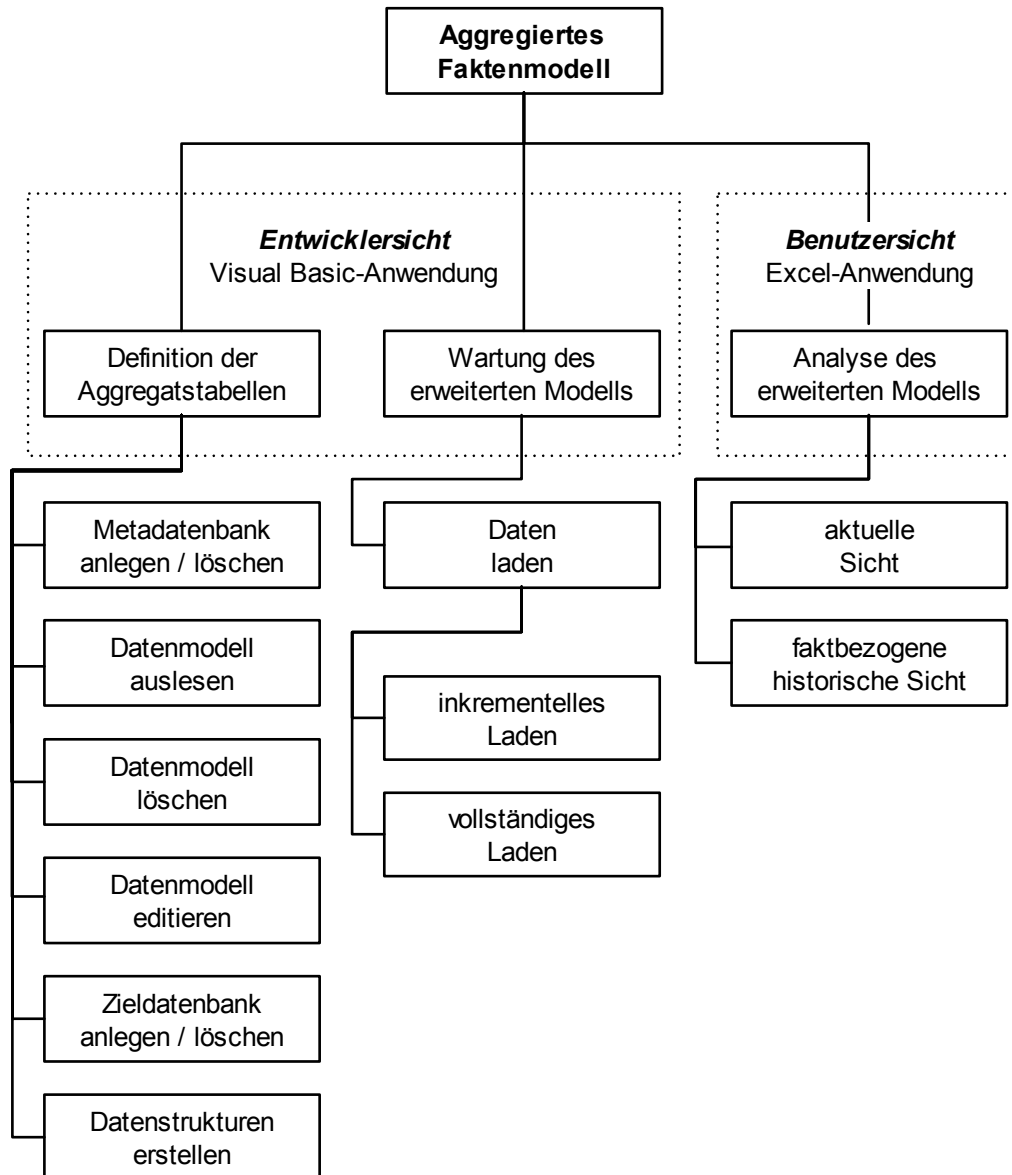 Aggregiertes
Faktenmodell
Entwicklersicht
Visual Basic-Anwendung
Benutzersicht
Excel-Anwendung
Definition der
Aggregatstabellen
Wartung des
erweiterten Modells
Analyse des
erweiterten Modells
Metadatenbank
anlegen / löschen
Datenmodell
auslesen
Datenmodell
löschen
Datenmodell
editieren
Zieldatenbank
anlegen / löschen
Datenstrukturen
erstellen
Daten
laden
inkrementelles
Laden
vollständiges
Laden
aktuelle
Sicht
faktbezogene
historische Sicht